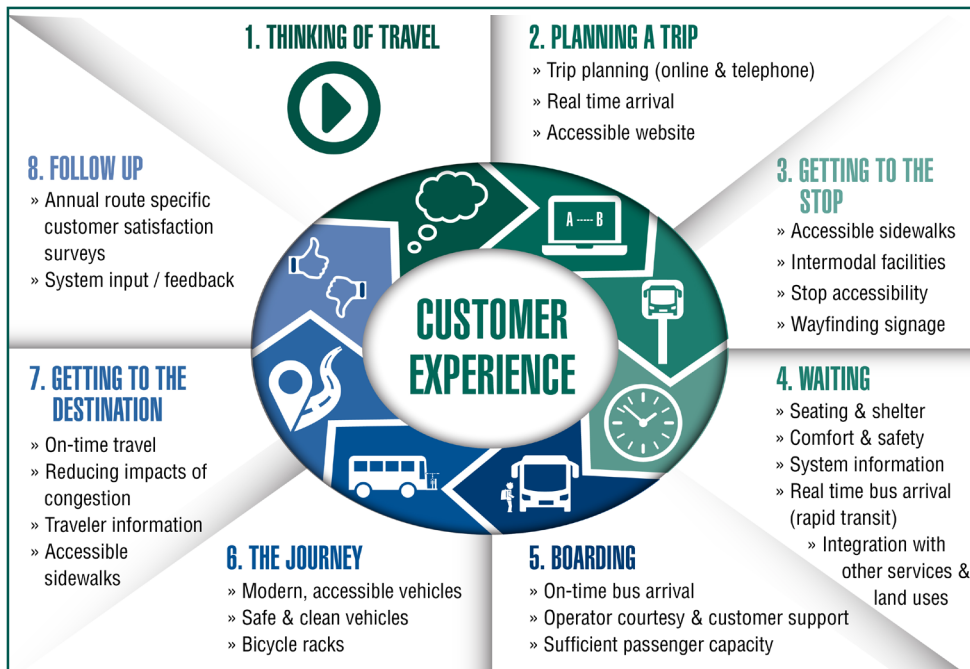 1. THINKING OF TRAVEL
2. PLANNING A TRIP
» Trip planning (online & telephone)
» Real time arrival
» Accessible website
3. GETTING TO THE
STOP
» Accessible sidewalks
» Intermodal facilities
» Stop accessibility
» Wayfinding signage
4. WAITING
» Seating & shelter
» Comfort & safety
» System information
» Real time bus arrival
(rapid transit)
» Integration with
other services &
land uses
5. BOARDING
» On-time bus arrival
» Operator courtesy & customer support
» Sufficient passenger capacity
6. THE JOURNEY
» Modern, accessible vehicles
» Safe & clean vehicles
» Bicycle racks
7. GETTING TO THE
DESTINATION
» On-time travel
» Reducing impacts of
congestion
» Traveler information
» Accessible
sidewalks
8. FOLLOW UP
» Annual route specific
customer satisfaction
surveys
» System input / feedback
A ----- B
CUSTOMER
EXPERIENCE